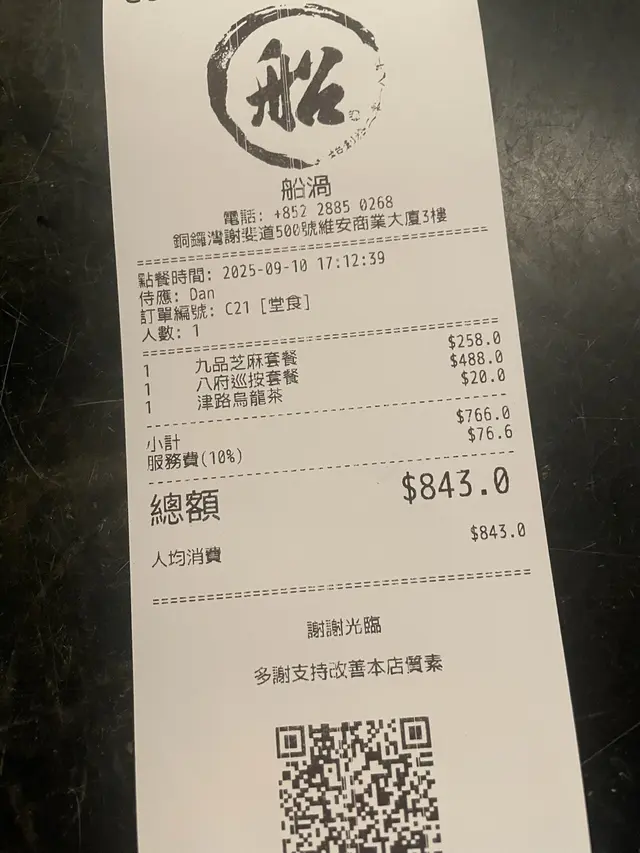 船
船渦
電話: +852 2885 0268
銅鑼灣謝斐道500號維安商業大廈3樓
點餐時間: 2025-09-10 17:12:39
侍應: Dan
訂單編號: C21 [堂食]
人數: 1
1 九品芝麻套餐 $258.0
1 八府巡按套餐 $488.0
1 津路烏龍茶 $20.0
小計 $766.0
服務費(10%) $76.6
總額 $843.0
人均消費 $843.0
謝謝光臨
多謝支持改善本店質素